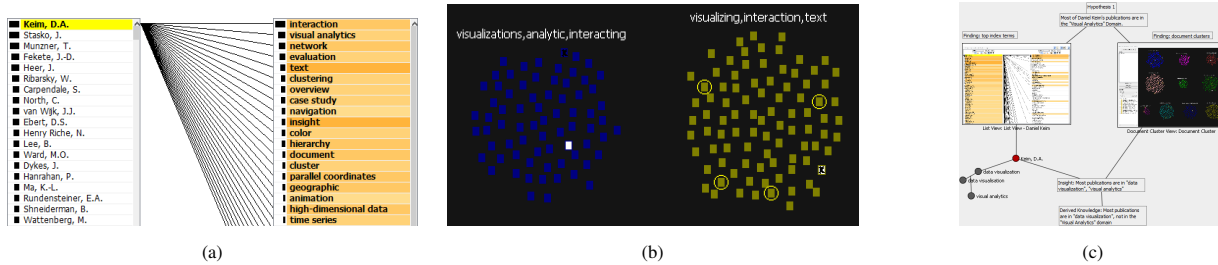 Keim, D.A.
Stasko, J.
Munzner, T.
Fekete, J.-D.
Heer, J.
Ribarsky, W.
Carpendale, S.
North, C.
van Wijk, J.J.
Ebert, D.S.
Henry Riche, N.
Lee, B.
Ward, M.O.
Dykes, J.
Hanrahan, P.
Ma, K.-L.
Rundensteiner, E.A.
Shneiderman, B.
Wattenberg, M.
interaction
visual analytics
network
evaluation
text
clustering
overview
case study
navigation
insight
color
hierarchy
document
cluster
parallel coordinates
geographic
animation
high-dimensional data
time series
(a)
visualizations,analytic,interacting
visualizing,interaction,text
(b)
Hypothesis 1
Most of Daniel Keim's publications are in
the "Visual Analytics" Domain.
Finding: top index terms
Finding: document clusters
List View: List View - Daniel Keim
Document Cluster View: Document Cluster
Keim, D.A.
data visualization
data visualization
visual analytics
Insight: Most publications are in "data
visualization", "visual analytics"
Derived Knowledge: Most publications
are in "data visualization", not in the
"Visual Analytics" domain
(c)